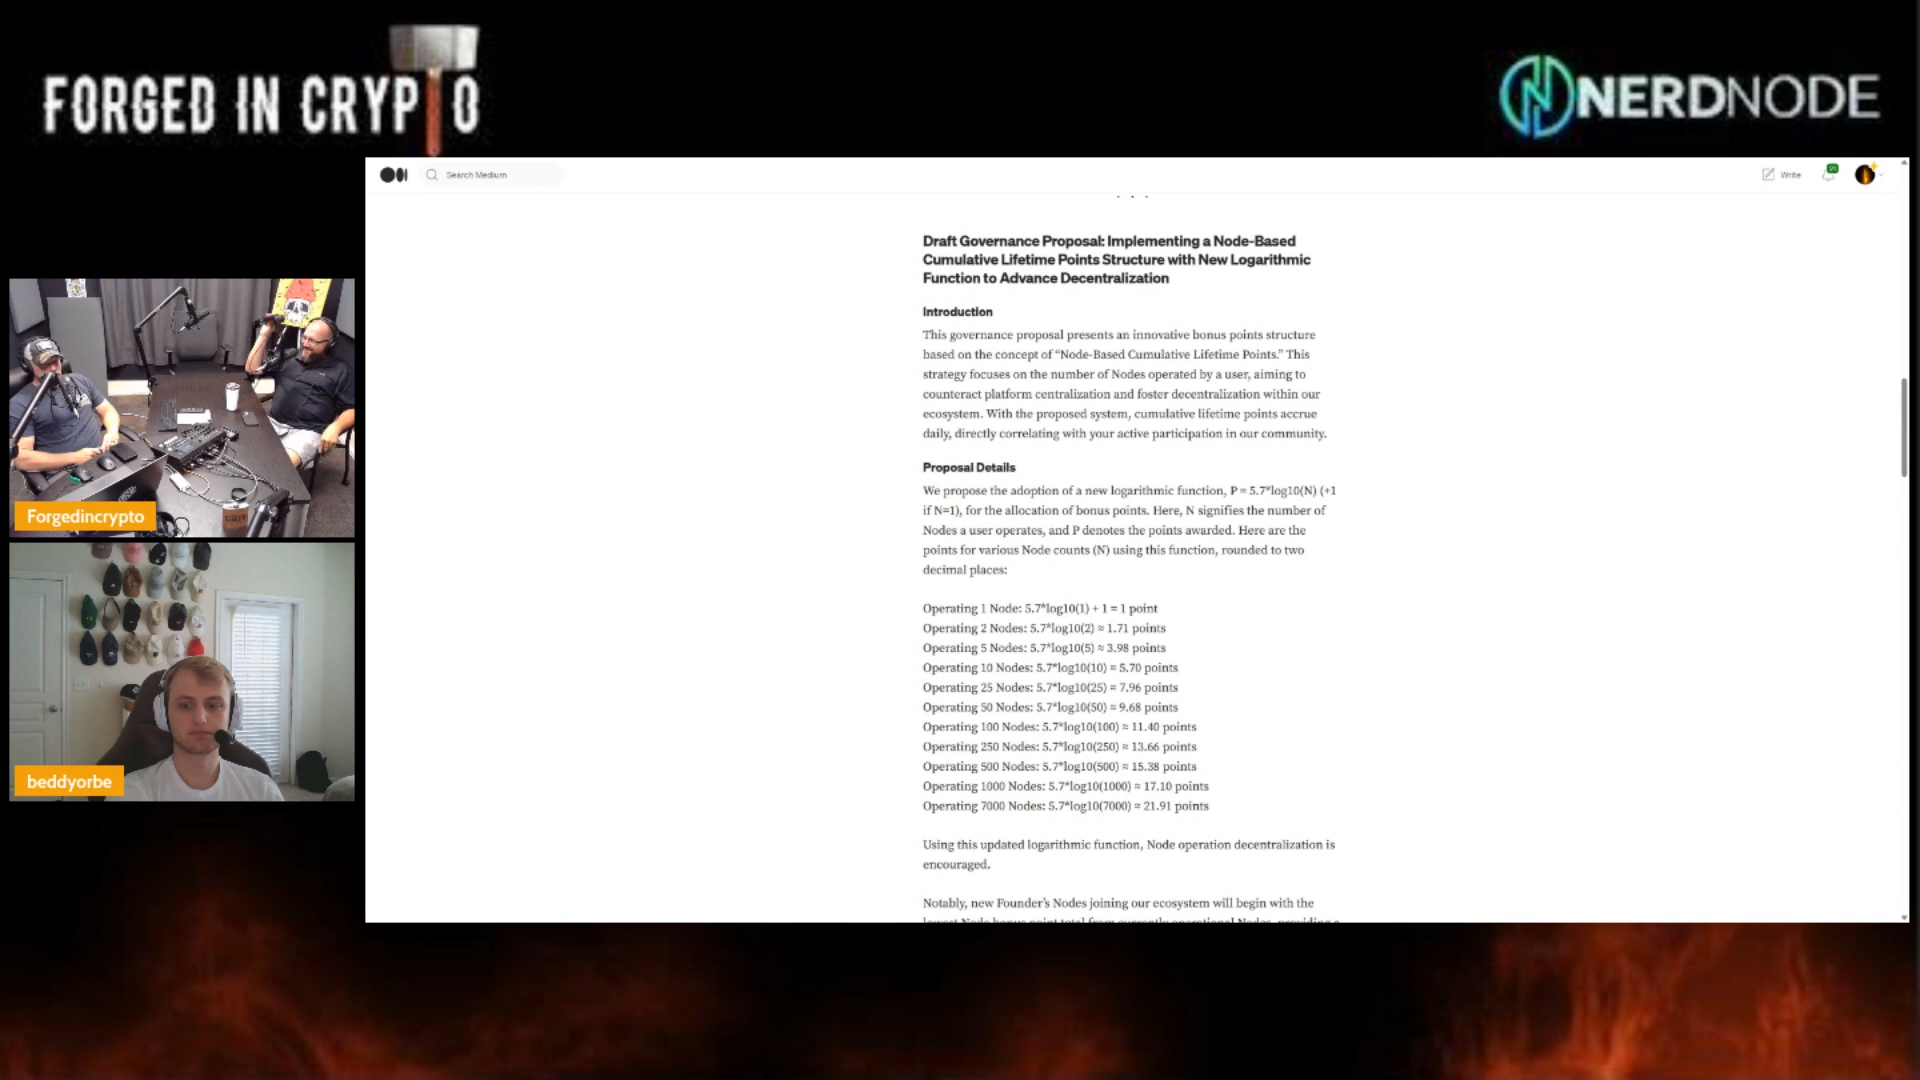 FORGED IN CRYPTO
NERDNODE
Search Medium
Write
Draft Governance Proposal: Implementing a Node-Based
Cumulative Lifetime Points Structure with New Logarithmic
Function to Advance Decentralization
Introduction
This governance proposal presents an innovative bonus points structure
based on the concept of “Node-Based Cumulative Lifetime Points.” This
strategy focuses on the number of Nodes operated by a user, aiming to
counteract platform centralization and foster decentralization within our
ecosystem. With the proposed system, cumulative lifetime points accrue
daily, directly correlating with your active participation in our community.
Proposal Details
We propose the adoption of a new logarithmic function, P = 5.7*log10(N) (+1
if N=1), for the allocation of bonus points. Here, N signifies the number of
Nodes a user operates, and P denotes the points awarded. Here are the
points for various Node counts (N) using this function, rounded to two
decimal places:
Operating 1 Node: 5.7*log10(1) + 1 = 1 point
Operating 2 Nodes: 5.7*log10(2) ≈ 1.71 points
Operating 5 Nodes: 5.7*log10(5) ≈ 3.98 points
Operating 10 Nodes: 5.7*log10(10) ≈ 5.70 points
Operating 25 Nodes: 5.7*log10(25) ≈ 7.96 points
Operating 50 Nodes: 5.7*log10(50) ≈ 9.68 points
Operating 100 Nodes: 5.7*log10(100) ≈ 11.40 points
Operating 250 Nodes: 5.7*log10(250) ≈ 13.66 points
Operating 500 Nodes: 5.7*log10(500) ≈ 15.38 points
Operating 1000 Nodes: 5.7*log10(1000) ≈ 17.10 points
Operating 7000 Nodes: 5.7*log10(7000) ≈ 21.91 points
Using this updated logarithmic function, Node operation decentralization is
encouraged.
Notably, new Founder’s Nodes joining our ecosystem will begin with the
lowest Node bonus point total from currently operational Nodes, providing a
Forgedincrypto
beddyorbe